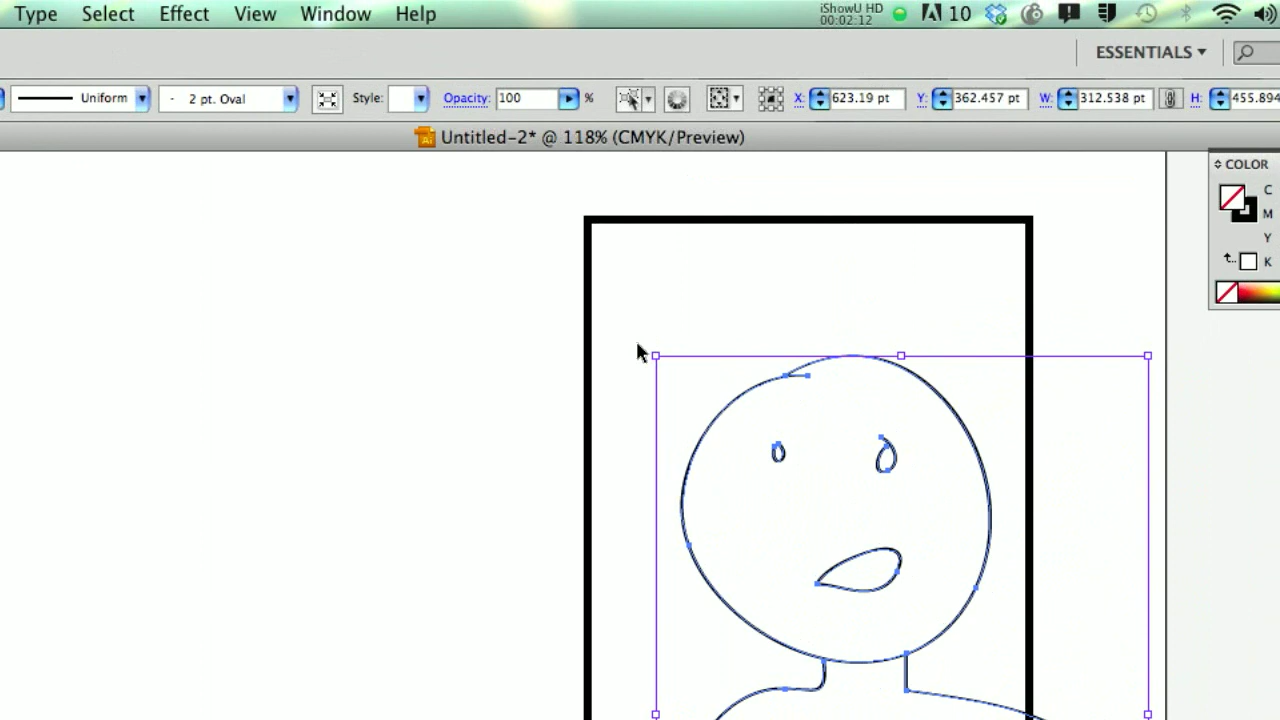 Type Select Effect View Window Help iShowU HD 00:02:12 10
ESSENTIALS
Uniform 2 pt. Oval Style: Opacity: 100 % X: 623.19 pt Y: 362.457 pt W: 312.538 pt H: 455.894
Untitled-2* @ 118% (CMYK/Preview)
COLOR
C
M
Y
K